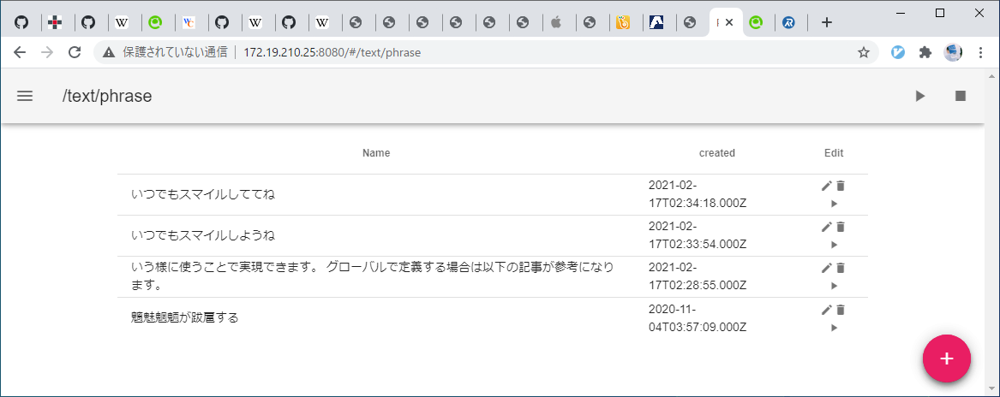 保護されていない通信
172.19.210.25:8080/#/text/phrase
/text/phrase
Name created Edit
いつでもスマイルしててね
2021-02-
17T02:34:18.000Z
いつでもスマイルしようね
2021-02-
17T02:33:54.000Z
いう様に使うことで実現できます。 グローバルで定義する場合は以下の記事が参考になり
ます。
2021-02-
17T02:28:55.000Z
魑魅魍魎が跋扈する
2020-11-
04T03:57:09.000Z